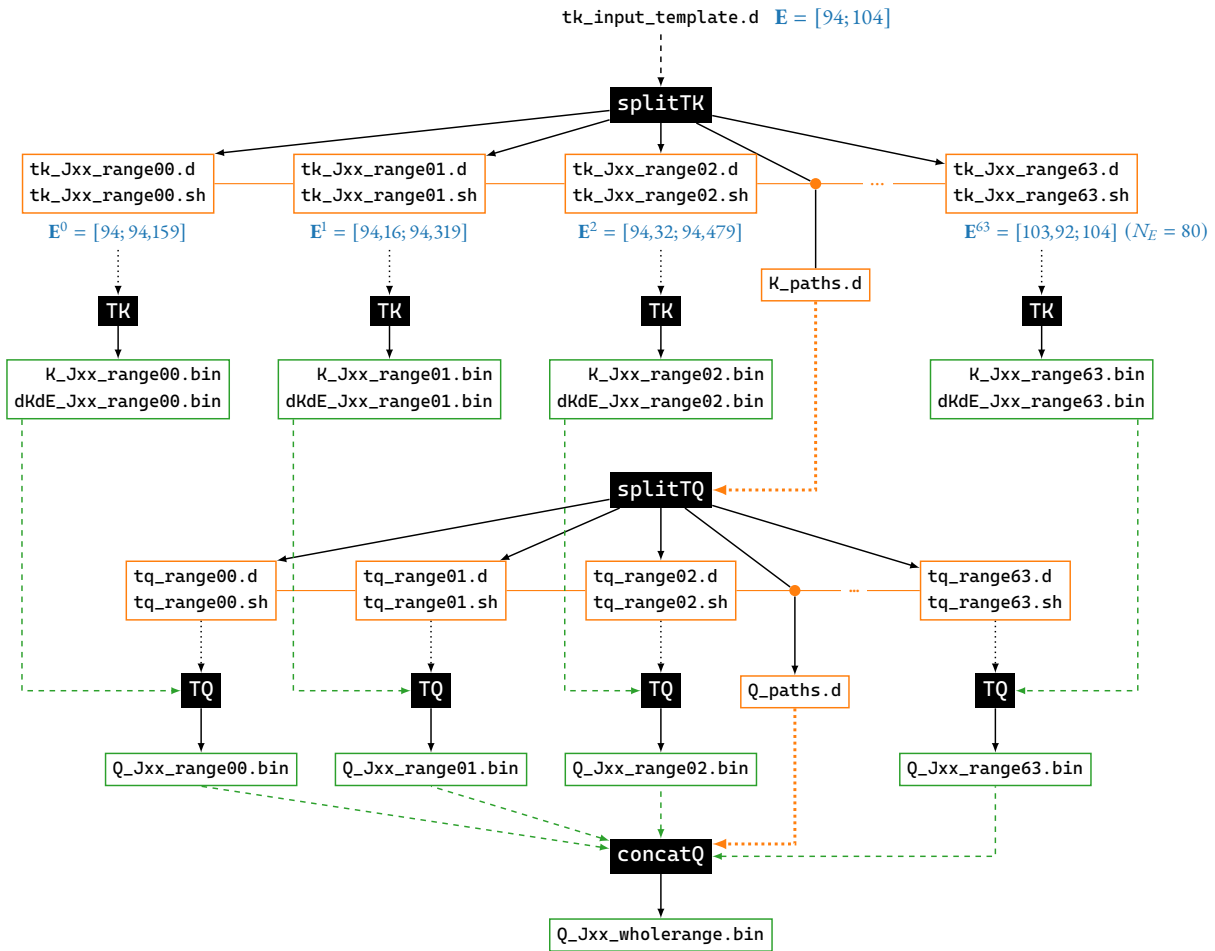 tk_input_template.d E = [94; 104]
splitTK
tk_Jxx_range00.d
tk_Jxx_range00.sh
tk_Jxx_range01.d
tk_Jxx_range01.sh
tk_Jxx_range02.d
tk_Jxx_range02.sh
...
tk_Jxx_range63.d
tk_Jxx_range63.sh
E⁰ = [94; 94,159]
E¹ = [94,16; 94,319]
E² = [94,32; 94,479]
E⁶³ = [103,92; 104] (N_E = 80)
K_paths.d
TK
TK
TK
TK
K_Jxx_range00.bin
dKdE_Jxx_range00.bin
K_Jxx_range01.bin
dKdE_Jxx_range01.bin
K_Jxx_range02.bin
dKdE_Jxx_range02.bin
K_Jxx_range63.bin
dKdE_Jxx_range63.bin
splitTQ
tq_range00.d
tq_range00.sh
tq_range01.d
tq_range01.sh
tq_range02.d
tq_range02.sh
...
tq_range63.d
tq_range63.sh
TQ
TQ
TQ
Q_paths.d
TQ
Q_Jxx_range00.bin
Q_Jxx_range01.bin
Q_Jxx_range02.bin
Q_Jxx_range63.bin
concatQ
Q_Jxx_wholerange.bin